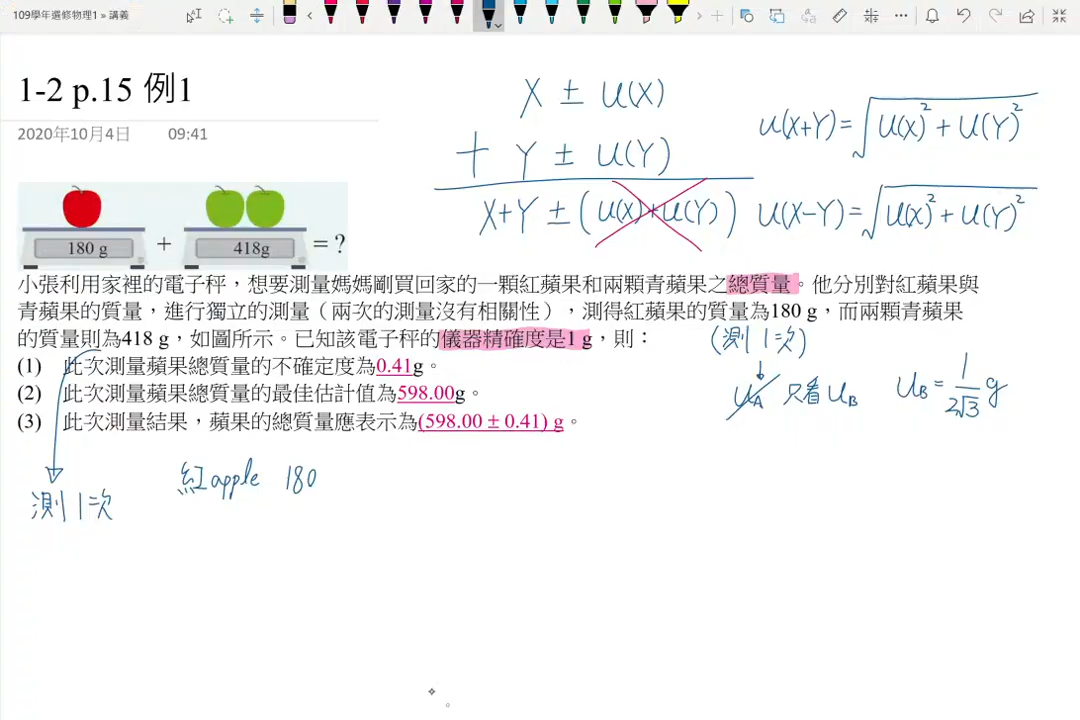 109學年選修物理1 » 講義
1-2 p.15 例1
2020年10月4日 09:41
X ± u(X)
+ Y ± u(Y)
X+Y ± (u(X)+u(Y))
u(X+Y)=√u(X)²+u(Y)²
u(X-Y)=√u(X)²+u(Y)²
180 g + 418g = ?
小張利用家裡的電子秤，想要測量媽媽剛買回家的一顆紅蘋果和兩顆青蘋果之總質量。他分別對紅蘋果與
青蘋果的質量，進行獨立的測量（兩次的測量沒有相關性），測得紅蘋果的質量為180 g，而兩顆青蘋果
的質量則為418 g，如圖所示。已知該電子秤的儀器精確度是1 g，則：
(測1次)
(1) 此次測量蘋果總質量的不確定度為0.41g。
(2) 此次測量蘋果總質量的最佳估計值為598.00g。
(3) 此次測量結果，蘋果的總質量應表示為(598.00 ± 0.41) g。
uA 只看 uB uB = 1/2√3 g
測1次
紅apple 180